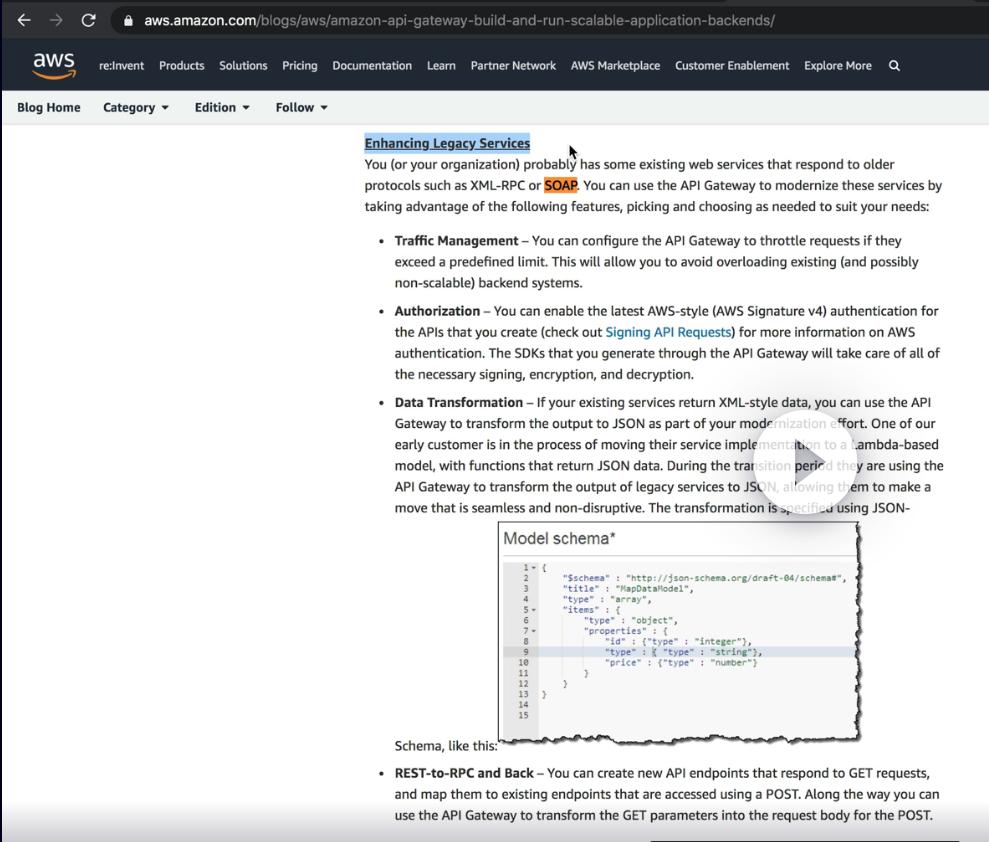 aws.amazon.com/blogs/aws/amazon-api-gateway-build-and-run-scalable-application-backends/
aws
re:Invent Products Solutions Pricing Documentation Learn Partner Network AWS Marketplace Customer Enablement Explore More
Blog Home Category Edition Follow
Enhancing Legacy Services
You (or your organization) probably has some existing web services that respond to older
protocols such as XML-RPC or SOAP. You can use the API Gateway to modernize these services by
taking advantage of the following features, picking and choosing as needed to suit your needs:
• Traffic Management – You can configure the API Gateway to throttle requests if they
exceed a predefined limit. This will allow you to avoid overloading existing (and possibly
non-scalable) backend systems.
• Authorization – You can enable the latest AWS-style (AWS Signature v4) authentication for
the APIs that you create (check out Signing API Requests) for more information on AWS
authentication. The SDKs that you generate through the API Gateway will take care of all of
the necessary signing, encryption, and decryption.
• Data Transformation – If your existing services return XML-style data, you can use the API
Gateway to transform the output to JSON as part of your modernization effort. One of our
early customer is in the process of moving their service implementation to a Lambda-based
model, with functions that return JSON data. During the transition period they are using the
API Gateway to transform the output of legacy services to JSON, allowing them to make a
move that is seamless and non-disruptive. The transformation is specified using JSON-
Model schema*
1 {
2 "$schema" : "http://json-schema.org/draft-04/schema#",
3 "title" : "MapDataModel",
4 "type" : "array",
5 "items" : {
6 "type" : "object",
7 "properties" : {
8 "id" : {"type" : "integer"},
9 "type" : { "type" : "string"},
10 "price" : {"type" : "number"}
11 }
12 }
13 }
14
15
Schema, like this:
• REST-to-RPC and Back – You can create new API endpoints that respond to GET requests,
and map them to existing endpoints that are accessed using a POST. Along the way you can
use the API Gateway to transform the GET parameters into the request body for the POST.